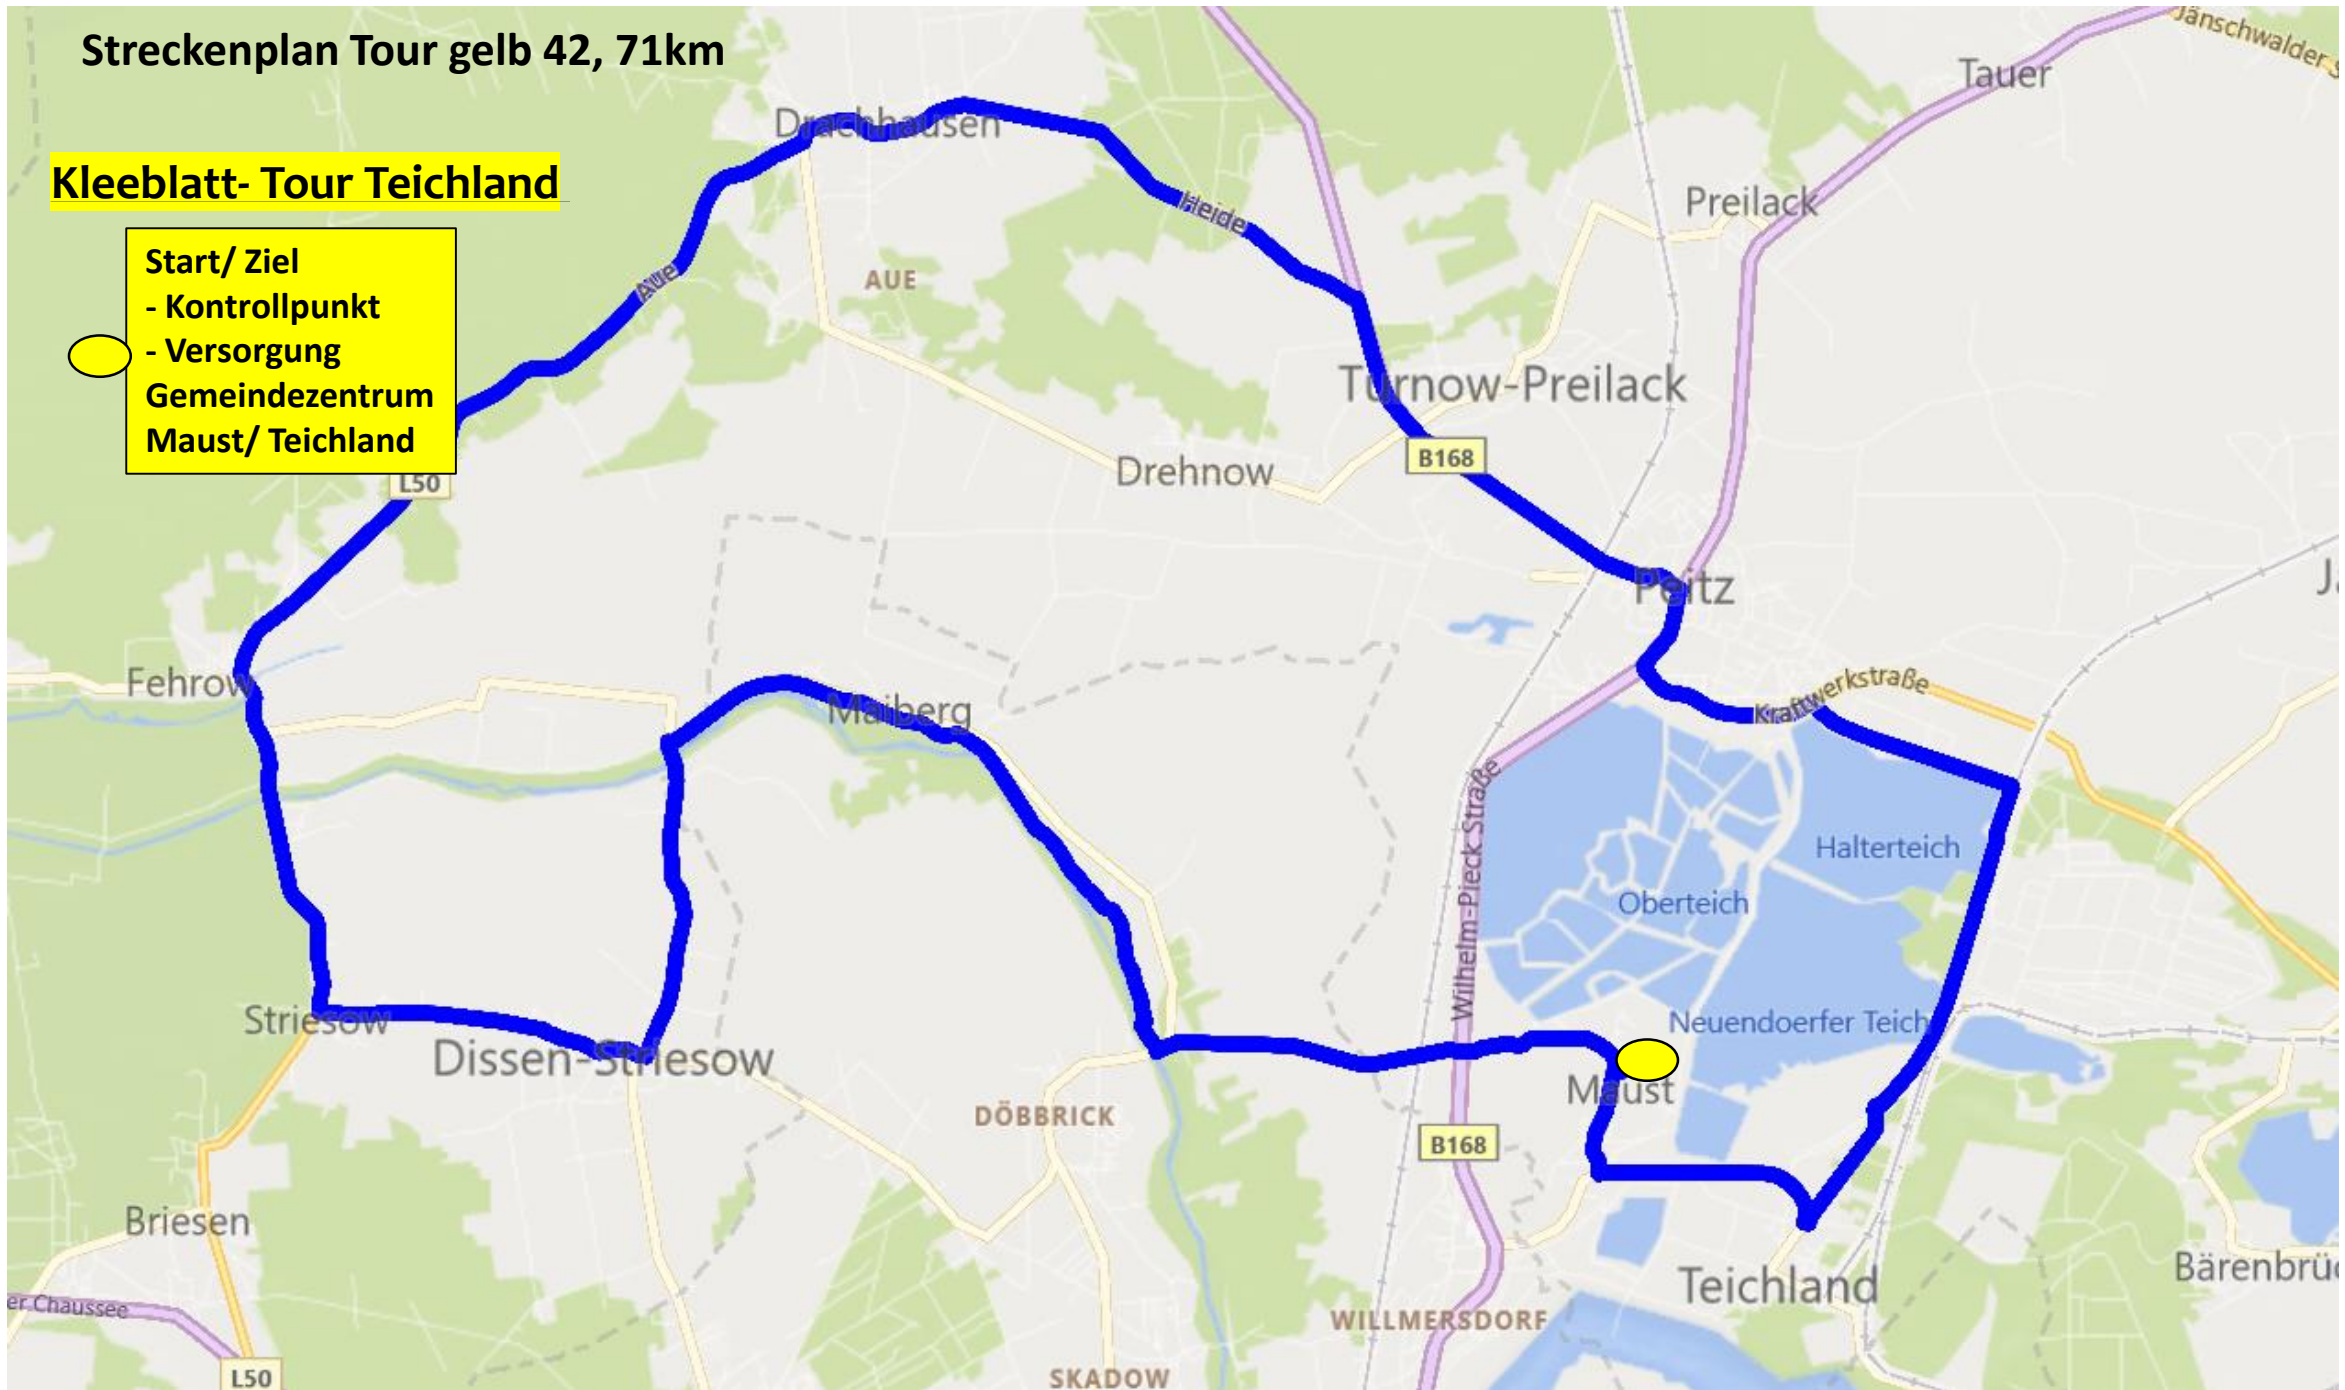 Streckenplan Tour gelb 42, 71km
Kleeblatt- Tour Teichland
Start/ Ziel
- Kontrollpunkt
- Versorgung
Gemeindezentrum
Maust/ Teichland
Jänschwalder S
Tauer
Drachhausen
Preilack
Heide
Aue
AUE
Turnow-Preilack
B168
Drehnow
L50
Peitz
Fehrow
Maiberg
Kraftwerkstraße
Wilhelm-Pieck Straße
Halterteich
Oberteich
Neuendoerfer Teich
Striesow
Dissen-Striesow
Maust
DÖBBRICK
B168
Briesen
Teichland
Bärenbrüc
er Chaussee
WILLMERSDORF
L50
SKADOW